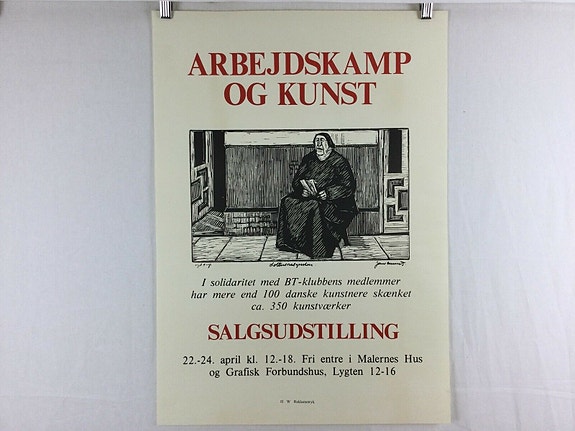 ARBEJDSKAMP
OG KUNST
I solidaritet med BT-klubbens medlemmer
har mere end 100 danske kunstnere skænket
ca. 350 kunstværker
SALGSUDSTILLING
22.-24. april kl. 12.-18. Fri entre i Malernes Hus
og Grafisk Forbundshus, Lygten 12-16